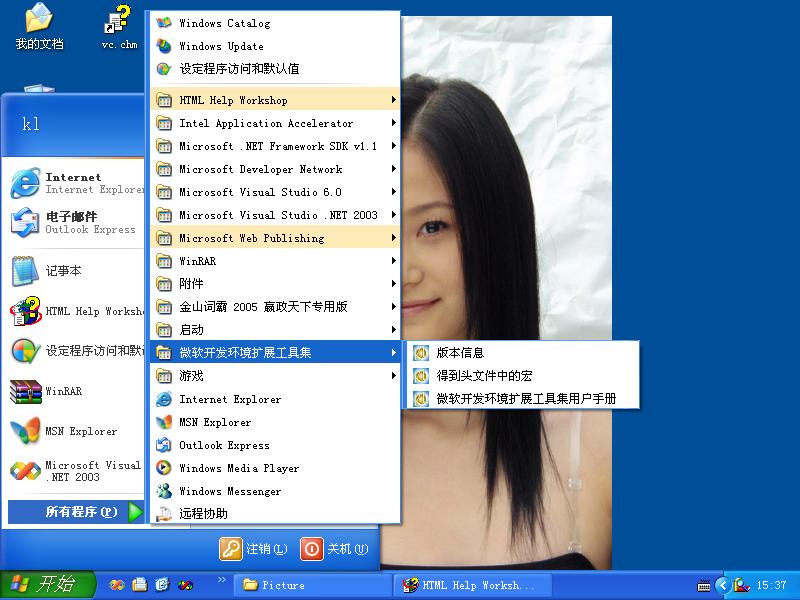 我的文档
vc.chm
kl
Internet
Internet Explorer
电子邮件
Outlook Express
记事本
HTML Help Worksh
设定程序访问和默
WinRAR
MSN Explorer
Microsoft Visual
.NET 2003
所有程序(P)
Windows Catalog
Windows Update
设定程序访问和默认值
HTML Help Workshop
Intel Application Accelerator
Microsoft .NET Framework SDK v1.1
Microsoft Developer Network
Microsoft Visual Studio 6.0
Microsoft Visual Studio .NET 2003
Microsoft Web Publishing
WinRAR
附件
金山词霸 2005 嬴政天下专用版
启动
微软开发环境扩展工具集
游戏
Internet Explorer
MSN Explorer
Outlook Express
Windows Media Player
Windows Messenger
远程协助
版本信息
得到头文件中的宏
微软开发环境扩展工具集用户手册
注销(L)
关机(U)
开始
Picture
HTML Help Worksh...
15:37